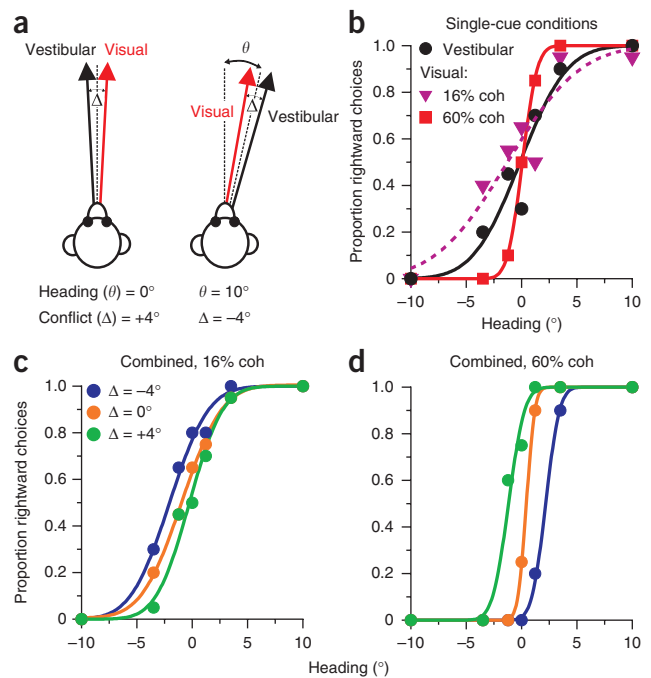 a
Vestibular Visual
Δ
θ
Visual
Δ
Vestibular
Heading (θ) = 0°
θ = 10°
Conflict (Δ) = +4°
Δ = −4°
b
Single-cue conditions
Vestibular
Visual:
16% coh
60% coh
Proportion rightward choices
1.0
0.8
0.6
0.4
0.2
0
−10 −5 0 5 10
Heading (°)
c
Combined, 16% coh
Δ = −4°
Δ = 0°
Δ = +4°
Proportion rightward choices
1.0
0.8
0.6
0.4
0.2
0
−10 −5 0 5 10
d
Combined, 60% coh
1.0
0.8
0.6
0.4
0.2
0
−10 −5 0 5 10
Heading (°)